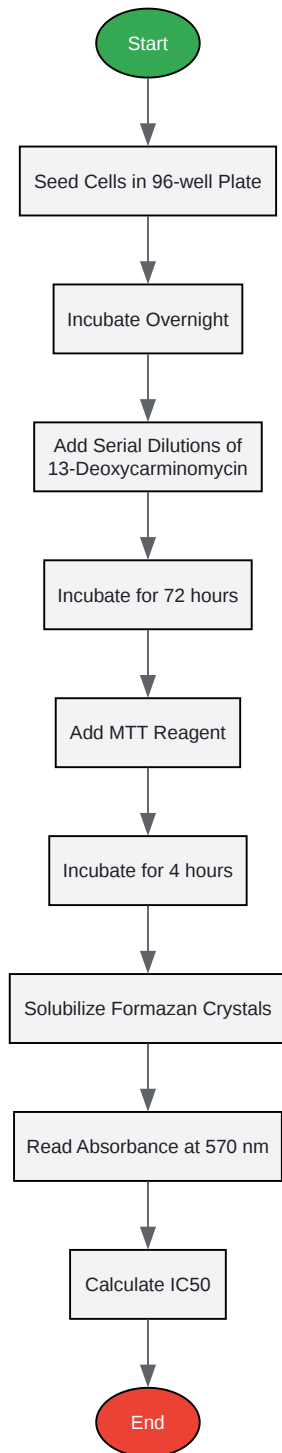 Start
Seed Cells in 96-well Plate
Incubate Overnight
Add Serial Dilutions of
13-Deoxycarminomycin
Incubate for 72 hours
Add MTT Reagent
Incubate for 4 hours
Solubilize Formazan Crystals
Read Absorbance at 570 nm
Calculate IC50
End